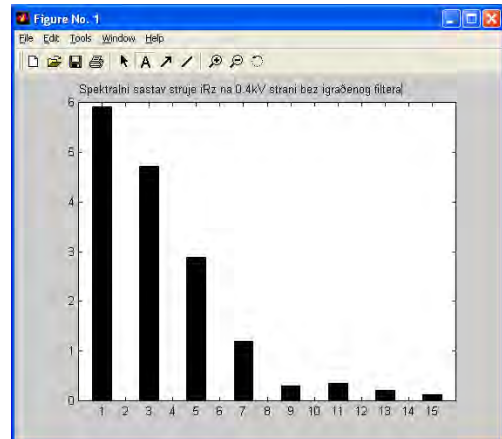 Figure No. 1
File Edit Tools Window Help
A
Spektralni sastav struje iRz na 0.4kV strani bez igrađenog filtera
6
5
4
3
2
1
0
1 2 3 4 5 6 7 8 9 10 11 12 13 14 15